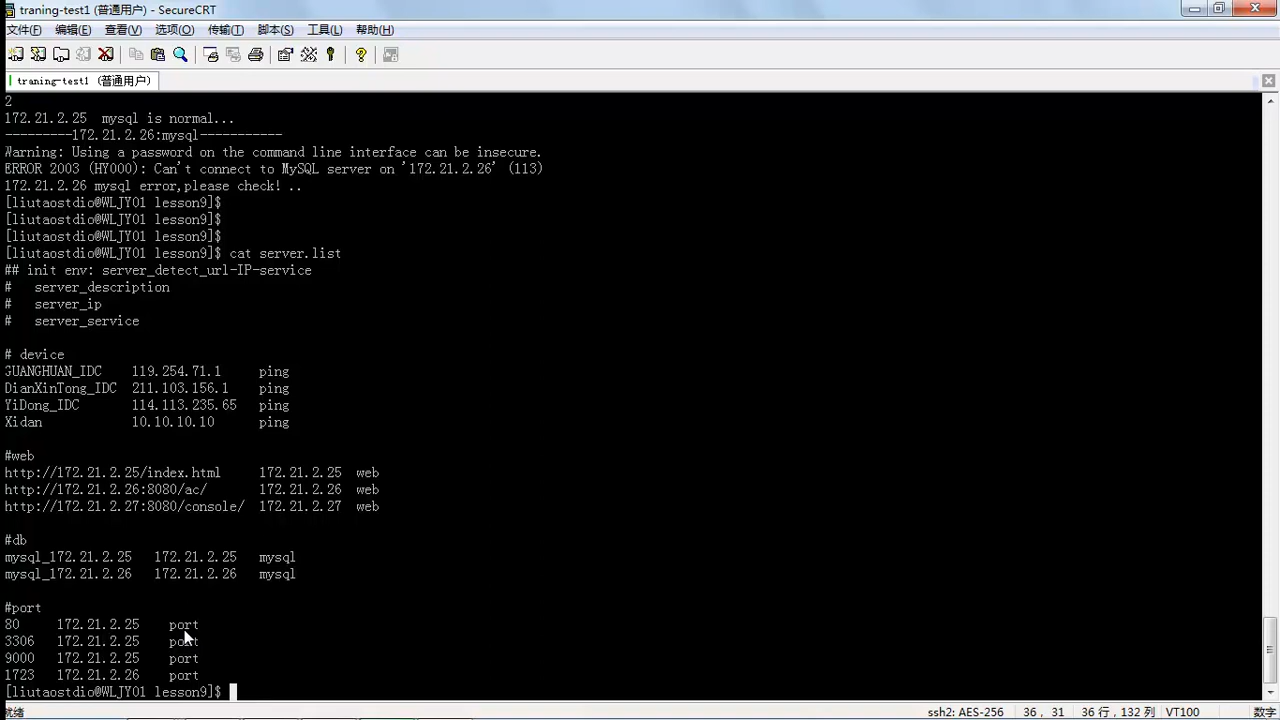 traning-test1 (普通用户) - SecureCRT
文件(F) 编辑(E) 查看(V) 选项(O) 传输(T) 脚本(S) 工具(L) 帮助(H)
traning-test1 (普通用户)
2
172.21.2.25  mysql is normal...
---------172.21.2.26:mysql-----------
Warning: Using a password on the command line interface can be insecure.
ERROR 2003 (HY000): Can't connect to MySQL server on '172.21.2.26' (113)
172.21.2.26 mysql error,please check! ..
[liutaostdio@WLJY01 lesson9]$
[liutaostdio@WLJY01 lesson9]$
[liutaostdio@WLJY01 lesson9]$
[liutaostdio@WLJY01 lesson9]$ cat server.list
## init env: server_detect_url-IP-service
#   server_description
#   server_ip
#   server_service
# device
GUANGHUAN_IDC    119.254.71.1     ping
DianXinTong_IDC  211.103.156.1    ping
YiDong_IDC       114.113.235.65   ping
Xidan            10.10.10.10      ping
#web
http://172.21.2.25/index.html     172.21.2.25  web
http://172.21.2.26:8080/ac/       172.21.2.26  web
http://172.21.2.27:8080/console/  172.21.2.27  web
#db
mysql_172.21.2.25   172.21.2.25   mysql
mysql_172.21.2.26   172.21.2.26   mysql
#port
80     172.21.2.25    port
3306   172.21.2.25    port
9000   172.21.2.25    port
1723   172.21.2.26    port
[liutaostdio@WLJY01 lesson9]$
就绪 ssh2: AES-256 36, 31 36 行, 132 列 VT100 数字